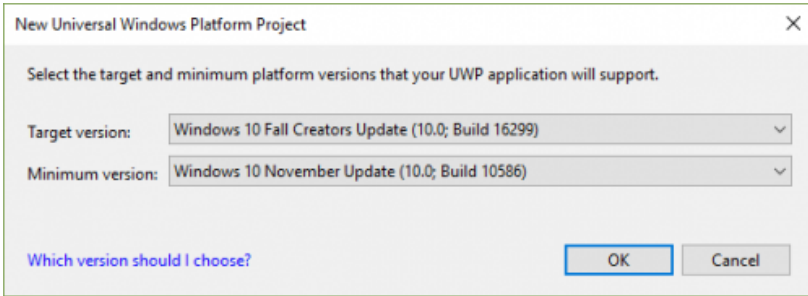 New Universal Windows Platform Project
Select the target and minimum platform versions that your UWP application will support.
Target version: Windows 10 Fall Creators Update (10.0; Build 16299)
Minimum version: Windows 10 November Update (10.0; Build 10586)
Which version should I choose? OK Cancel